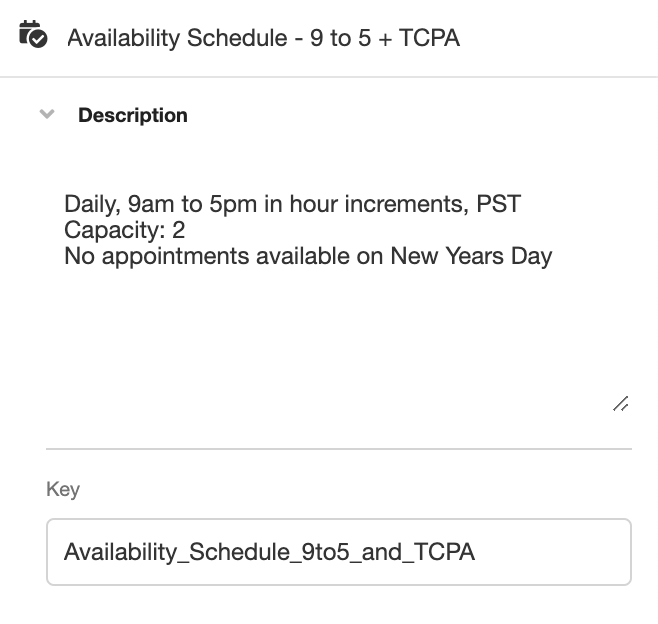 Availability Schedule - 9 to 5 + TCPA
Description
Daily, 9am to 5pm in hour increments, PST
Capacity: 2
No appointments available on New Years Day
Key
Availability_Schedule_9to5_and_TCPA